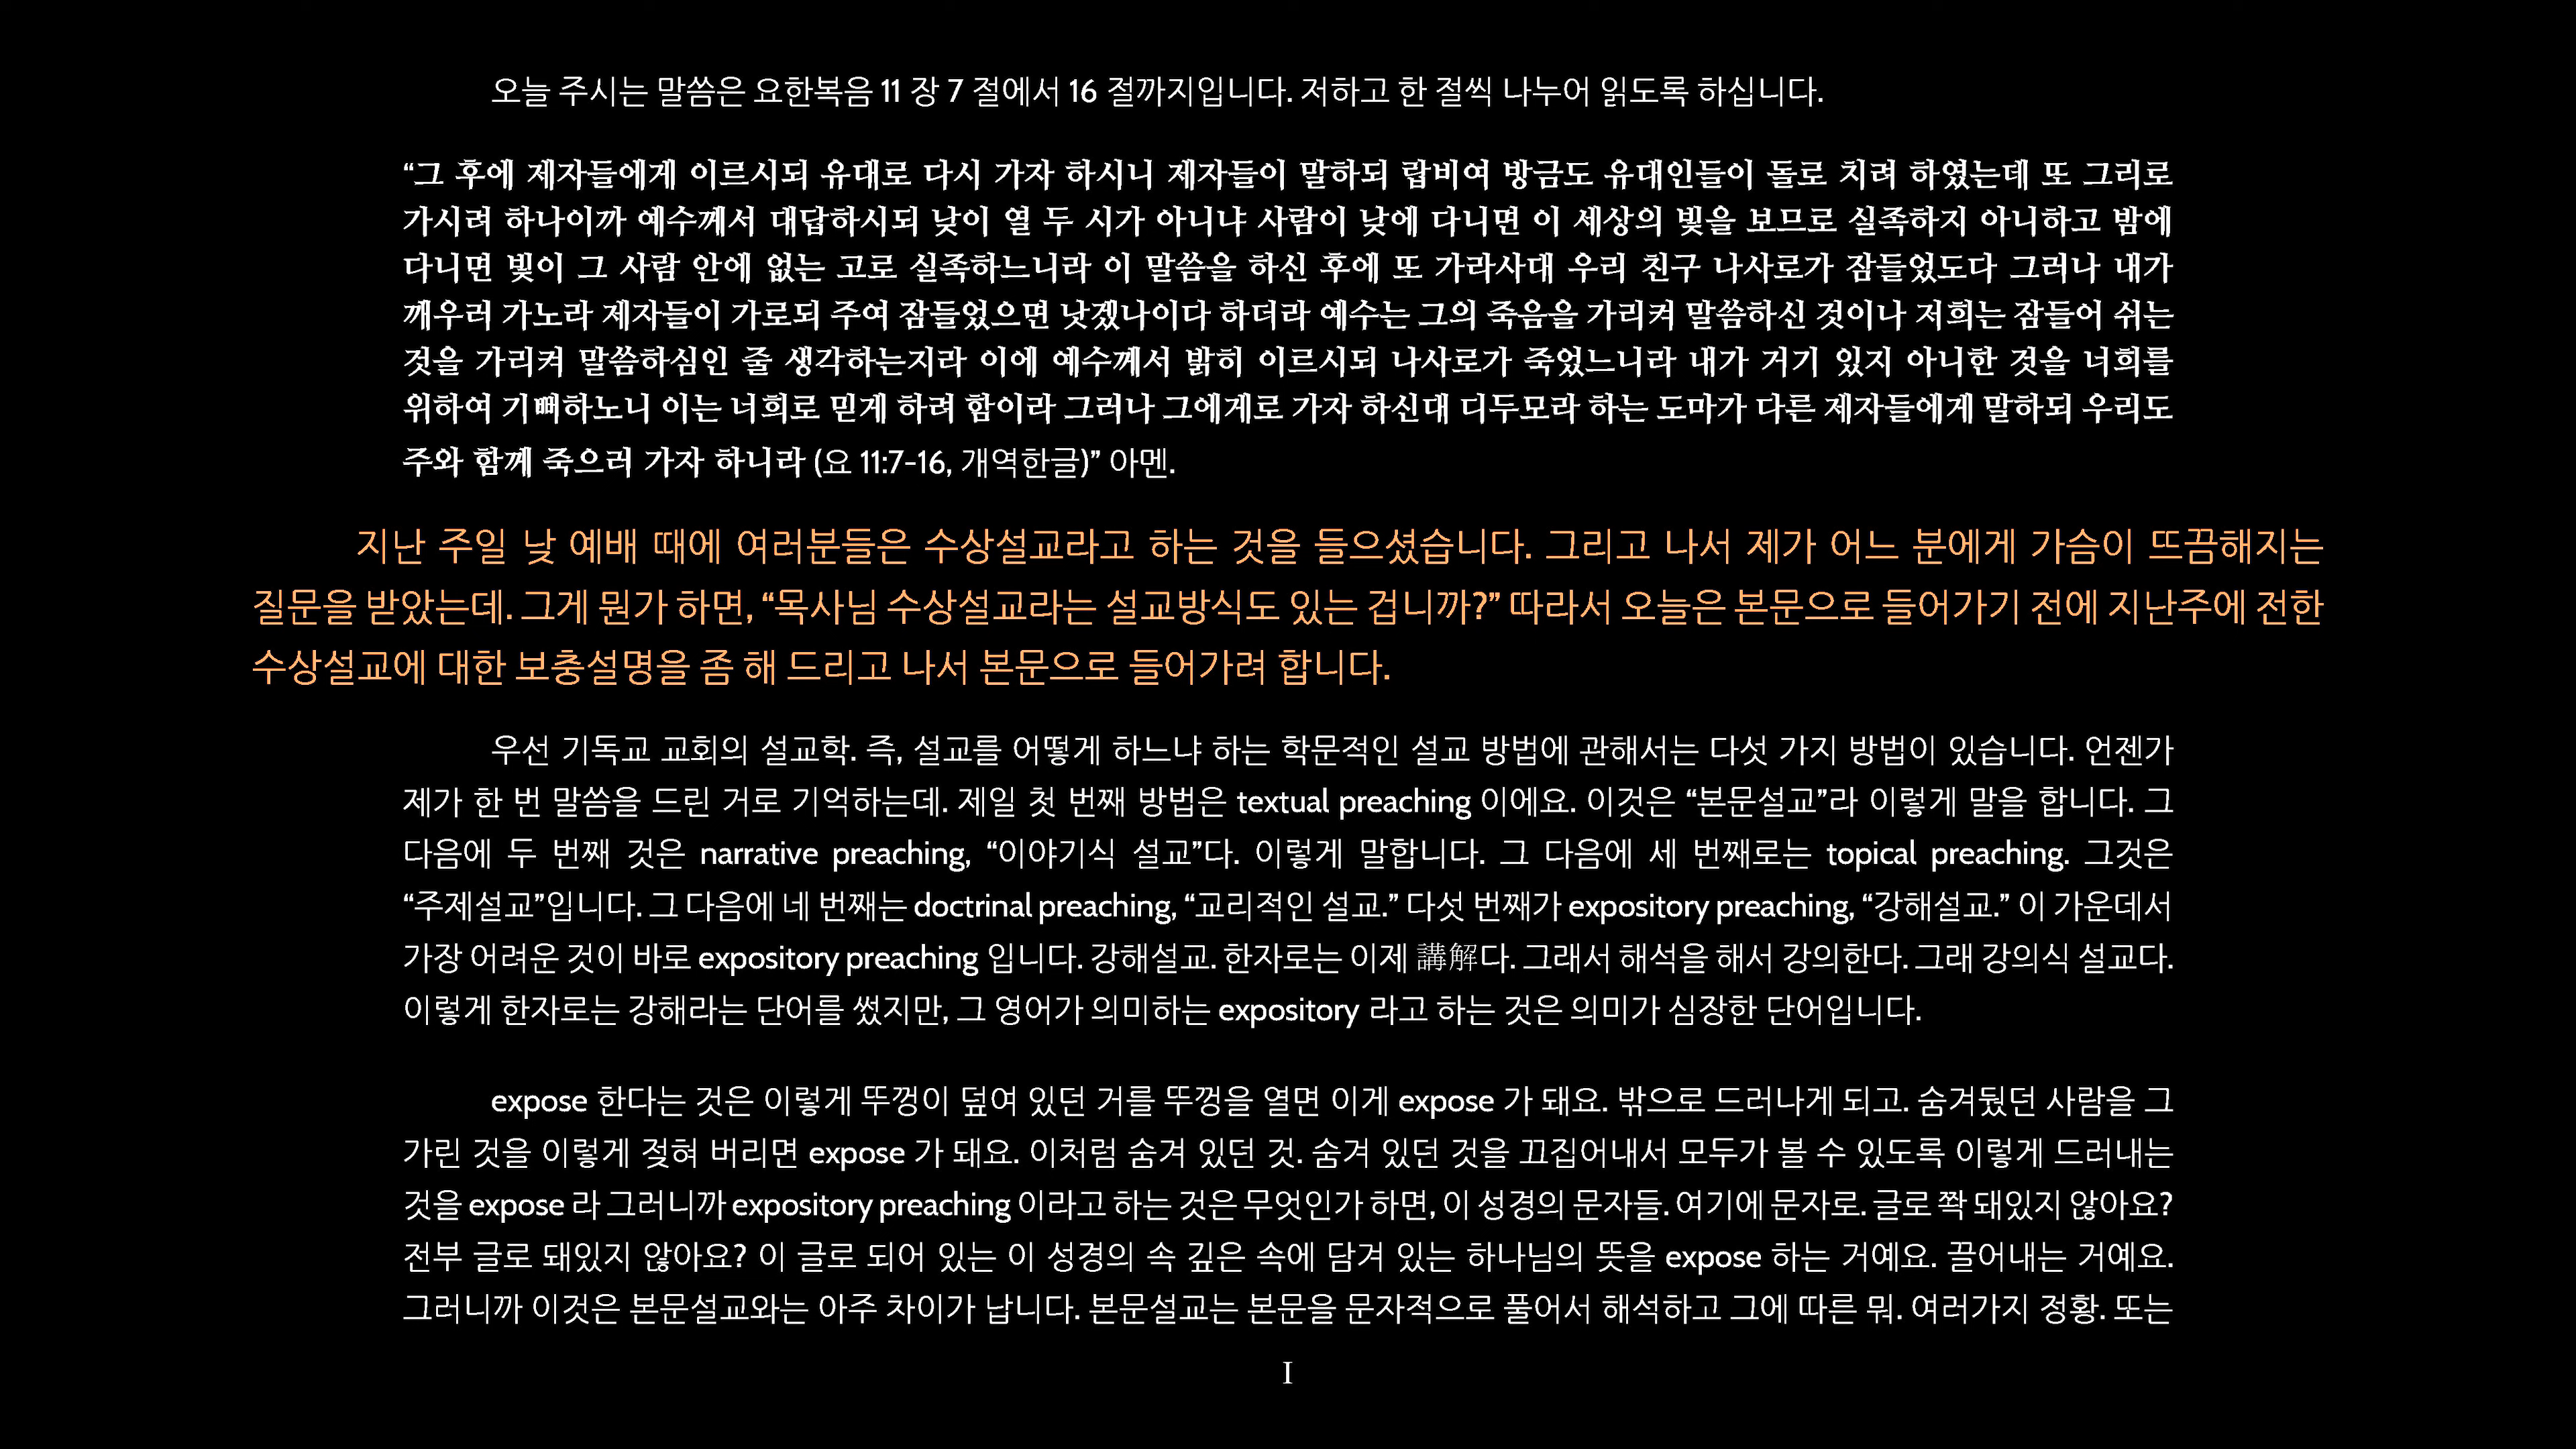 오늘 주시는 말씀은 요한복음 11 장 7 절에서 16 절까지입니다. 저하고 한 절씩 나누어 읽도록 하십니다.
“그 후에 제자들에게 이르시되 유대로 다시 가자 하시니 제자들이 말하되 랍비여 방금도 유대인들이 돌로 치려 하였는데 또 그리로
가시려 하나이까 예수께서 대답하시되 낮이 열 두 시가 아니냐 사람이 낮에 다니면 이 세상의 빛을 보므로 실족하지 아니하고 밤에
다니면 빛이 그 사람 안에 없는 고로 실족하느니라 이 말씀을 하신 후에 또 가라사대 우리 친구 나사로가 잠들었도다 그러나 내가
깨우러 가노라 제자들이 가로되 주여 잠들었으면 낫겠나이다 하더라 예수는 그의 죽음을 가리켜 말씀하신 것이나 저희는 잠들어 쉬는
것을 가리켜 말씀하심인 줄 생각하는지라 이에 예수께서 밝히 이르시되 나사로가 죽었느니라 내가 거기 있지 아니한 것을 너희를
위하여 기뻐하노니 이는 너희로 믿게 하려 함이라 그러나 그에게로 가자 하신대 디두모라 하는 도마가 다른 제자들에게 말하되 우리도
주와 함께 죽으러 가자 하니라 (요 11:7-16, 개역한글)” 아멘.
지난 주일 낮 예배 때에 여러분들은 수상설교라고 하는 것을 들으셨습니다. 그리고 나서 제가 어느 분에게 가슴이 뜨끔해지는
질문을 받았는데. 그게 뭔가 하면, “목사님 수상설교라는 설교방식도 있는 겁니까?” 따라서 오늘은 본문으로 들어가기 전에 지난주에 전한
수상설교에 대한 보충설명을 좀 해 드리고 나서 본문으로 들어가려 합니다.
우선 기독교 교회의 설교학. 즉, 설교를 어떻게 하느냐 하는 학문적인 설교 방법에 관해서는 다섯 가지 방법이 있습니다. 언젠가
제가 한 번 말씀을 드린 거로 기억하는데. 제일 첫 번째 방법은 textual preaching 이에요. 이것은 “본문설교”라 이렇게 말을 합니다. 그
다음에 두 번째 것은 narrative preaching, “이야기식 설교”다. 이렇게 말합니다. 그 다음에 세 번째로는 topical preaching. 그것은
“주제설교”입니다. 그 다음에 네 번째는 doctrinal preaching, “교리적인 설교.” 다섯 번째가 expository preaching, “강해설교.” 이 가운데서
가장 어려운 것이 바로 expository preaching 입니다. 강해설교. 한자로는 이제 講解다. 그래서 해석을 해서 강의한다. 그래 강의식 설교다.
이렇게 한자로는 강해라는 단어를 썼지만, 그 영어가 의미하는 expository 라고 하는 것은 의미가 심장한 단어입니다.
expose 한다는 것은 이렇게 뚜껑이 덮여 있던 거를 뚜껑을 열면 이게 expose 가 돼요. 밖으로 드러나게 되고. 숨겨뒀던 사람을 그
가린 것을 이렇게 젖혀 버리면 expose 가 돼요. 이처럼 숨겨 있던 것. 숨겨 있던 것을 끄집어내서 모두가 볼 수 있도록 이렇게 드러내는
것을 expose 라 그러니까 expository preaching 이라고 하는 것은 무엇인가 하면, 이 성경의 문자들. 여기에 문자로. 글로 쫙 돼있지 않아요?
전부 글로 돼있지 않아요? 이 글로 되어 있는 이 성경의 속 깊은 속에 담겨 있는 하나님의 뜻을 expose 하는 거예요. 끌어내는 거예요.
그러니까 이것은 본문설교와는 아주 차이가 납니다. 본문설교는 본문을 문자적으로 풀어서 해석하고 그에 따른 뭐. 여러가지 정황. 또는
I